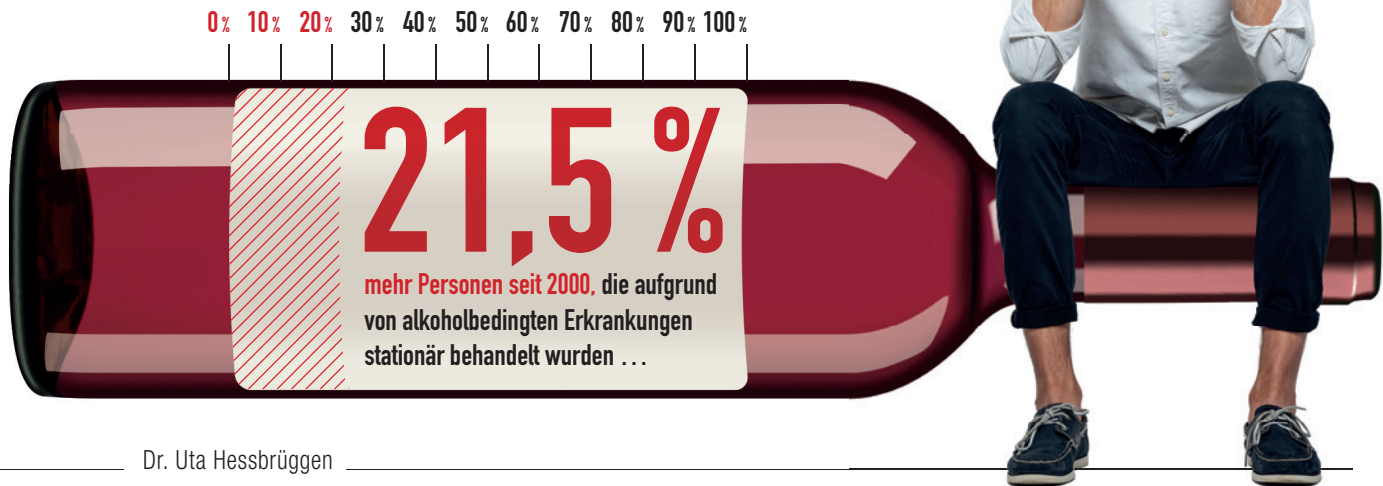 0% 10% 20% 30% 40% 50% 60% 70% 80% 90% 100%
21,5 %
mehr Personen seit 2000, die aufgrund
von alkoholbedingten Erkrankungen
stationär behandelt wurden ...
Dr. Uta Hessbrüggen